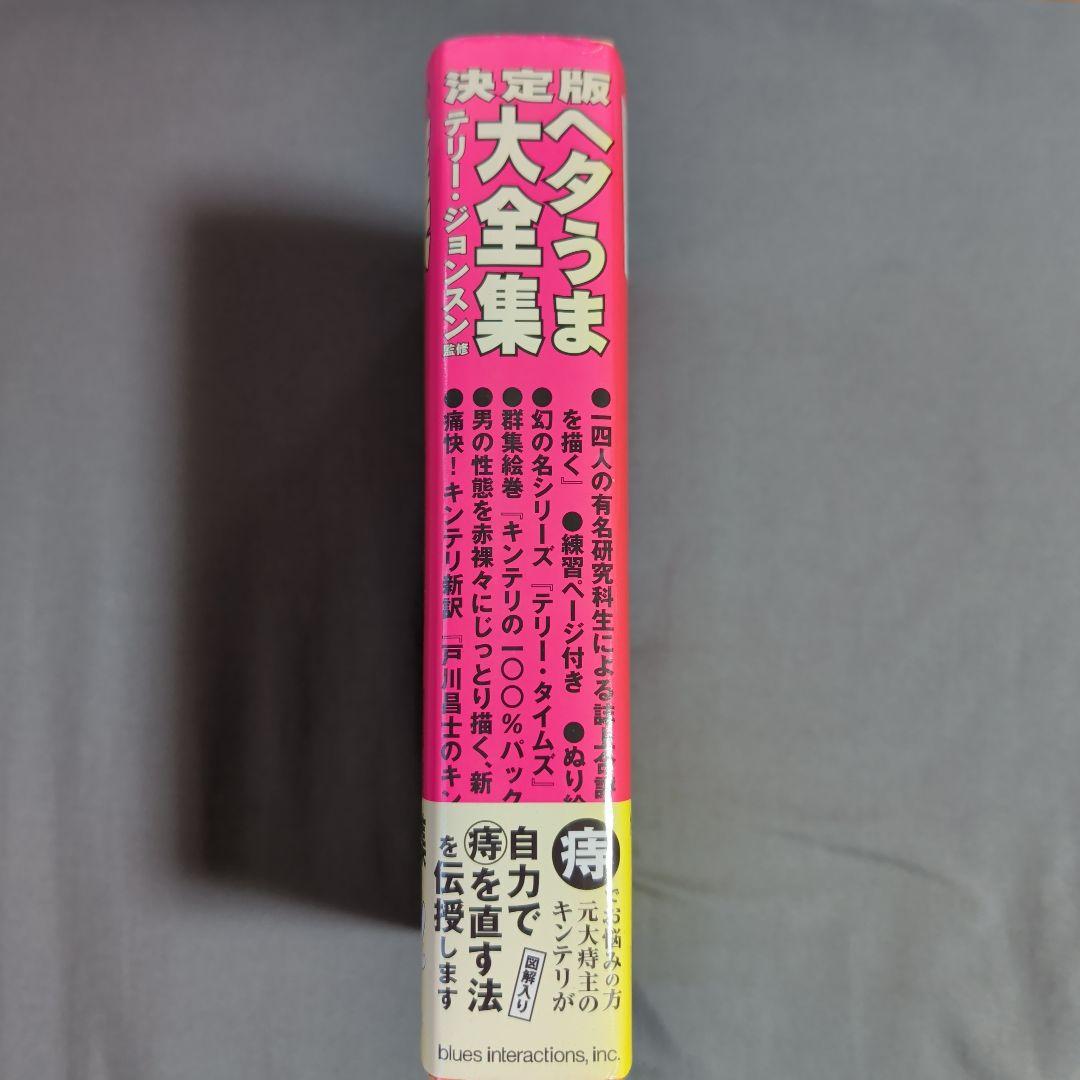 決定版
ヘタうま
大全集
テリー・ジョンスン監修
●一四人の有名研究科生による誌上
を描く』 ●練習ページ付き ●ぬり絵
●幻の名シリーズ『テリー・タイムズ』
●群集絵巻『キンテリの一〇〇%パック
●男の性態を赤裸々にじっとり描く、新
●痛快!キンテリ新訳『戸川昌士のキン
痔でお悩みの方
元大痔主の
キンテリが
自力で
痔を直す法
図解入り
を伝授します
blues interactions, inc.